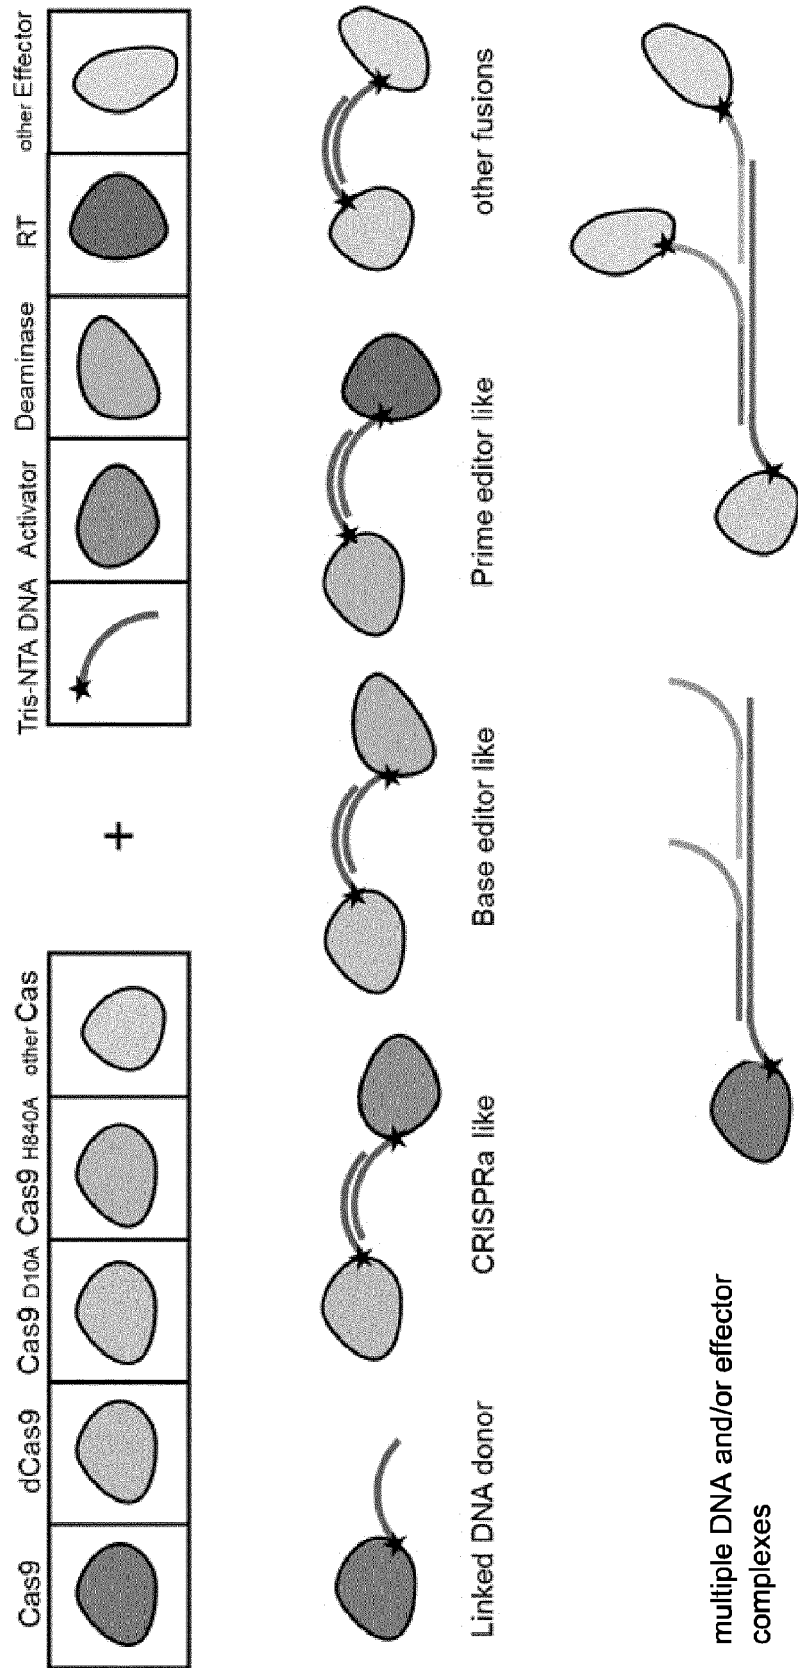 Cas9
dCas9
Cas9 D10A
Cas9 H840A
other Cas
+
Tris-NTA DNA
Activator
Deaminase
RT
other Effector
Linked DNA donor
CRISPRa like
Base editor like
Prime editor like
other fusions
multiple DNA and/or effector
complexes